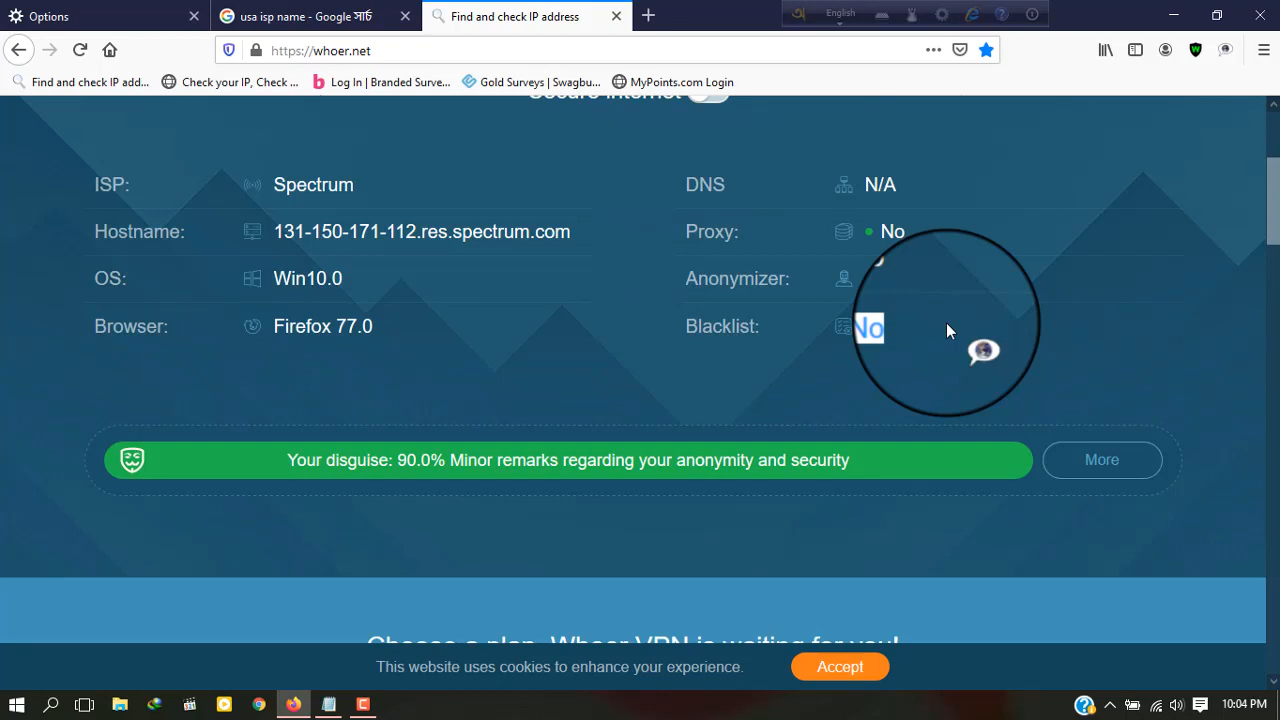 Options
usa isp name - Google সার্চ
Find and check IP address
English
https://whoer.net
Find and check IP add...
Check your IP, Check ...
Log In | Branded Surve...
Gold Surveys | Swagbu...
MyPoints.com Login
ISP: Spectrum
DNS N/A
Hostname: 131-150-171-112.res.spectrum.com
Proxy: No
OS: Win10.0
Anonymizer:
Browser: Firefox 77.0
Blacklist: No
Your disguise: 90.0% Minor remarks regarding your anonymity and security
More
This website uses cookies to enhance your experience.
Accept
10:04 PM